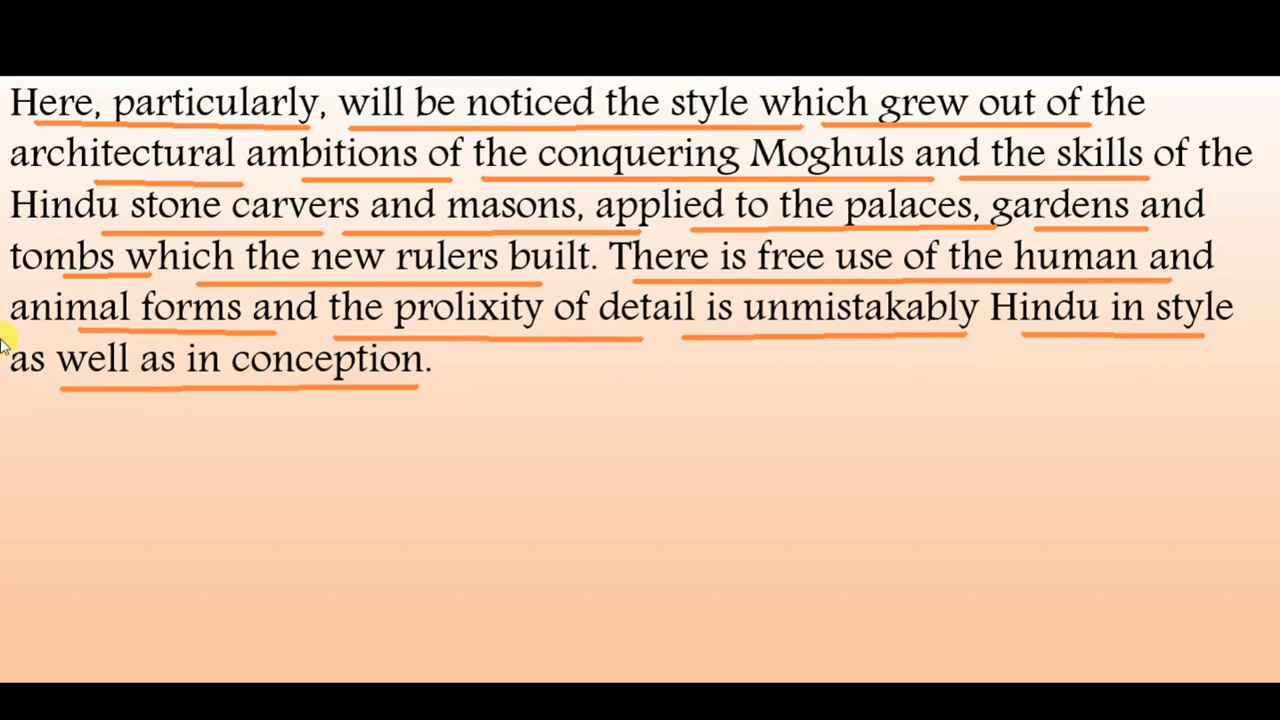 Here, particularly, will be noticed the style which grew out of the
architectural ambitions of the conquering Moghuls and the skills of the
Hindu stone carvers and masons, applied to the palaces, gardens and
tombs which the new rulers built. There is free use of the human and
animal forms and the prolixity of detail is unmistakably Hindu in style
as well as in conception.